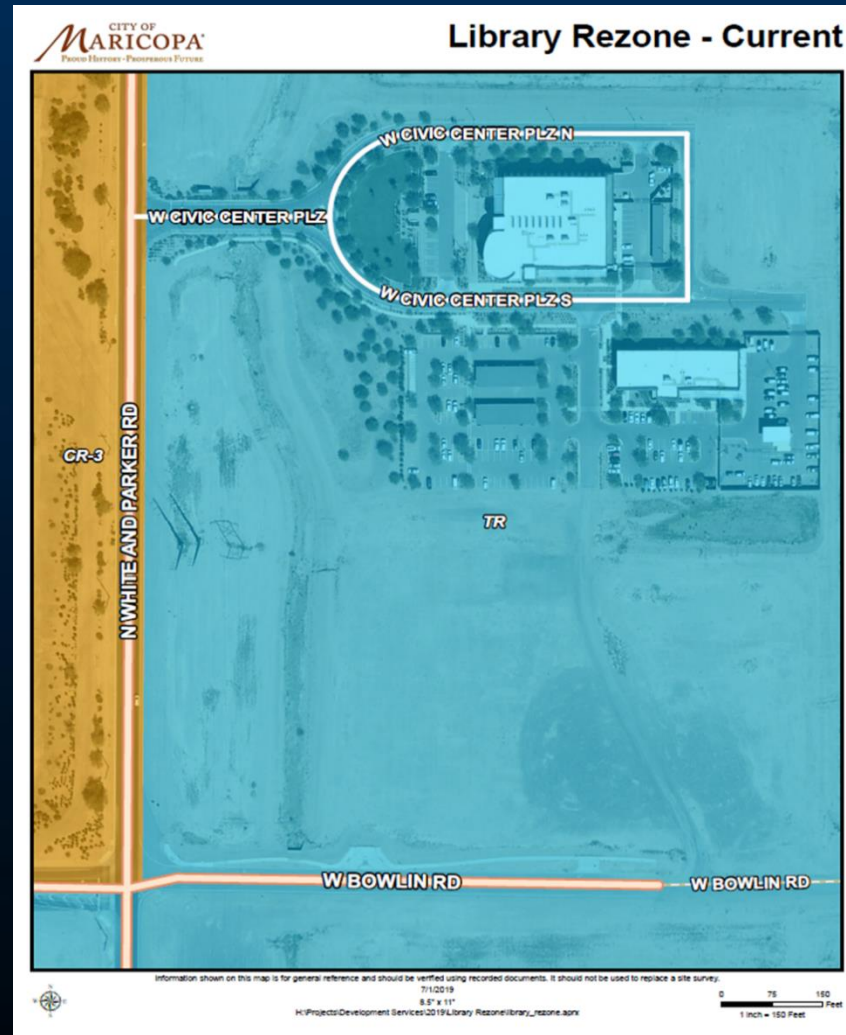 CITY OF
MARICOPA
PROUD HISTORY • PROSPEROUS FUTURE
Library Rezone - Current
W CIVIC CENTER PLZ N
W CIVIC CENTER PLZ
W CIVIC CENTER PLZ S
N WHITE AND PARKER RD
CR-3
TR
W BOWLIN RD
W BOWLIN RD
Information shown on this map is for general reference and should be verified using recorded documents. It should not be used to replace a site survey.
7/1/2019
8.5" x 11"
H:\Projects\Development Services\2019\Library Rezone\library_rezone.aprx
0 75 150
Feet
1 inch = 150 Feet